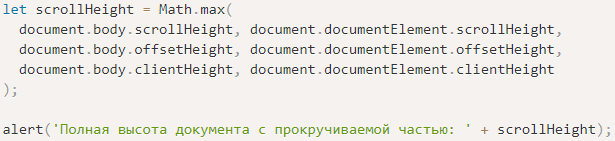 let scrollHeight = Math.max(
  document.body.scrollHeight, document.documentElement.scrollHeight,
  document.body.offsetHeight, document.documentElement.offsetHeight,
  document.body.clientHeight, document.documentElement.clientHeight
);

alert('Полная высота документа с прокручиваемой частью: ' + scrollHeight);